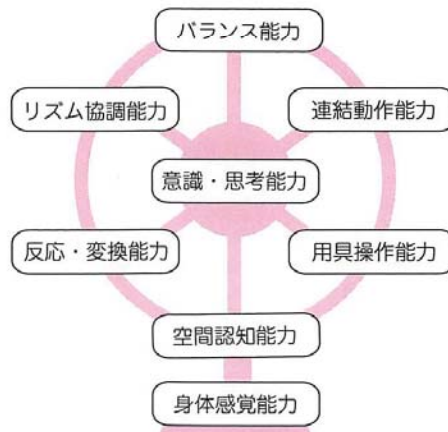 バランス能力
リズム協調能力
連結動作能力
意識・思考能力
反応・変換能力
用具操作能力
空間認知能力
身体感覚能力